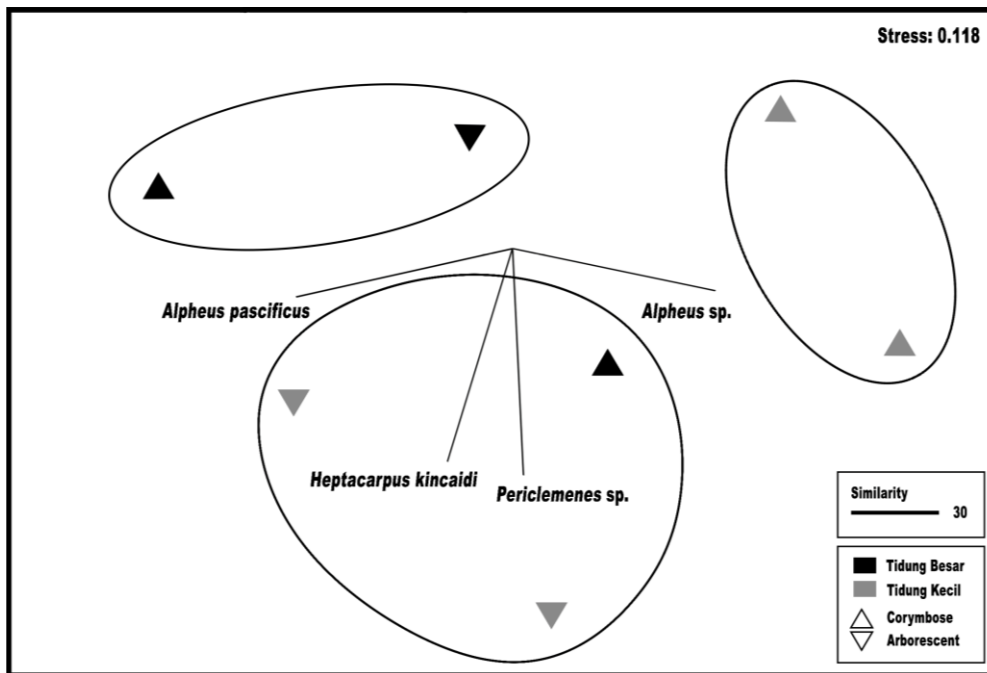 Stress: 0.118
Alpheus pascificus
Alpheus sp.
Heptacarpus kincaidi
Periclemenes sp.
Similarity
30
Tidung Besar
Tidung Kecil
Corymbose
Arborescent